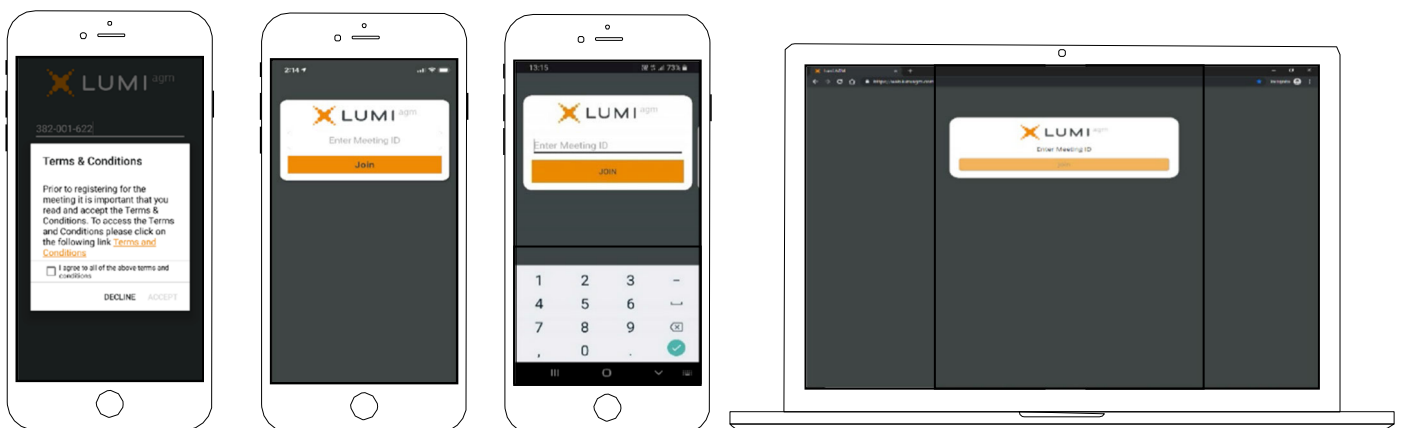 LUMI agm
382-001-622
Terms & Conditions
Prior to registering for the
meeting it is important that you
read and accept the Terms &
Conditions. To access the Terms
and Conditions please click on
the following link Terms and
Conditions
I agree to all of the above terms and
conditions
DECLINE ACCEPT
2:14
LUMI agm
Enter Meeting ID
Join
13:15 73%
LUMI agm
Enter Meeting ID
JOIN
1 2 3 -
4 5 6
7 8 9
, 0 .
LUMI agm
Enter Meeting ID
Join